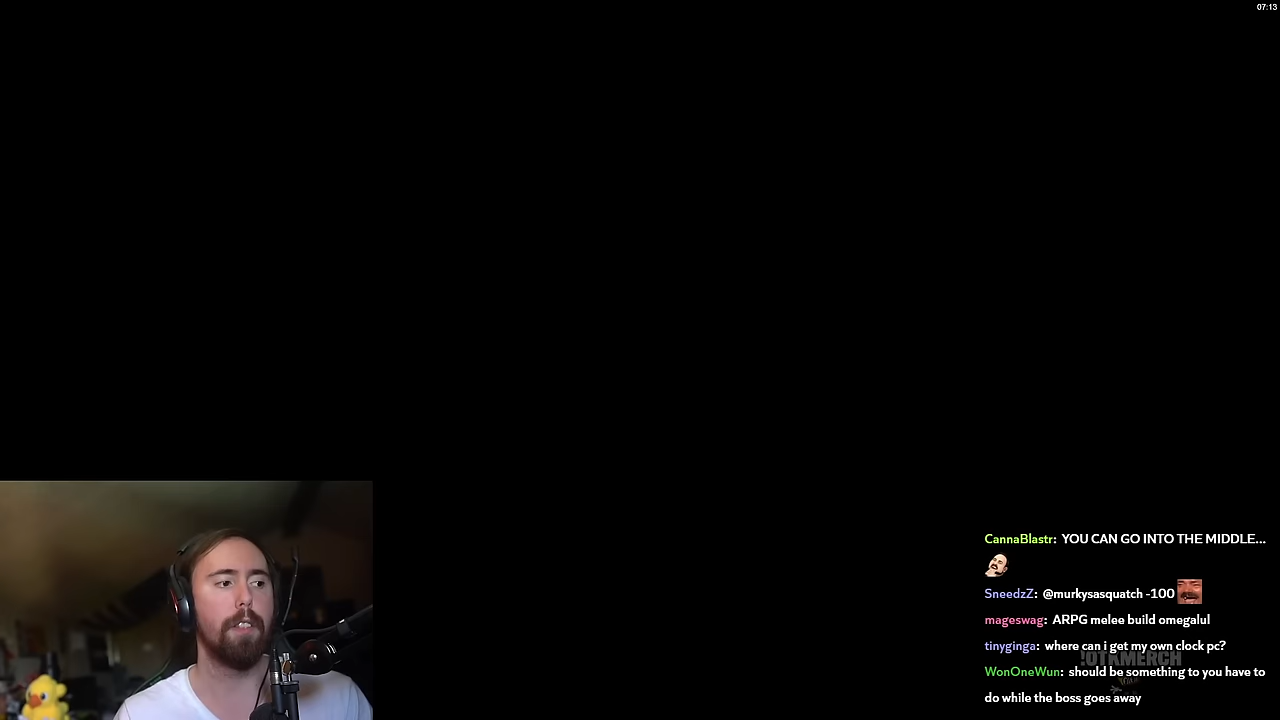 07:13
CannaBlastr: YOU CAN GO INTO THE MIDDLE...
SneedzZ: @murkysasquatch -100
mageswag: ARPG melee build omegalul
tinyginga: where can i get my own clock pc?
!OTKMERCH
WonOneWun: should be something to you have to
do while the boss goes away